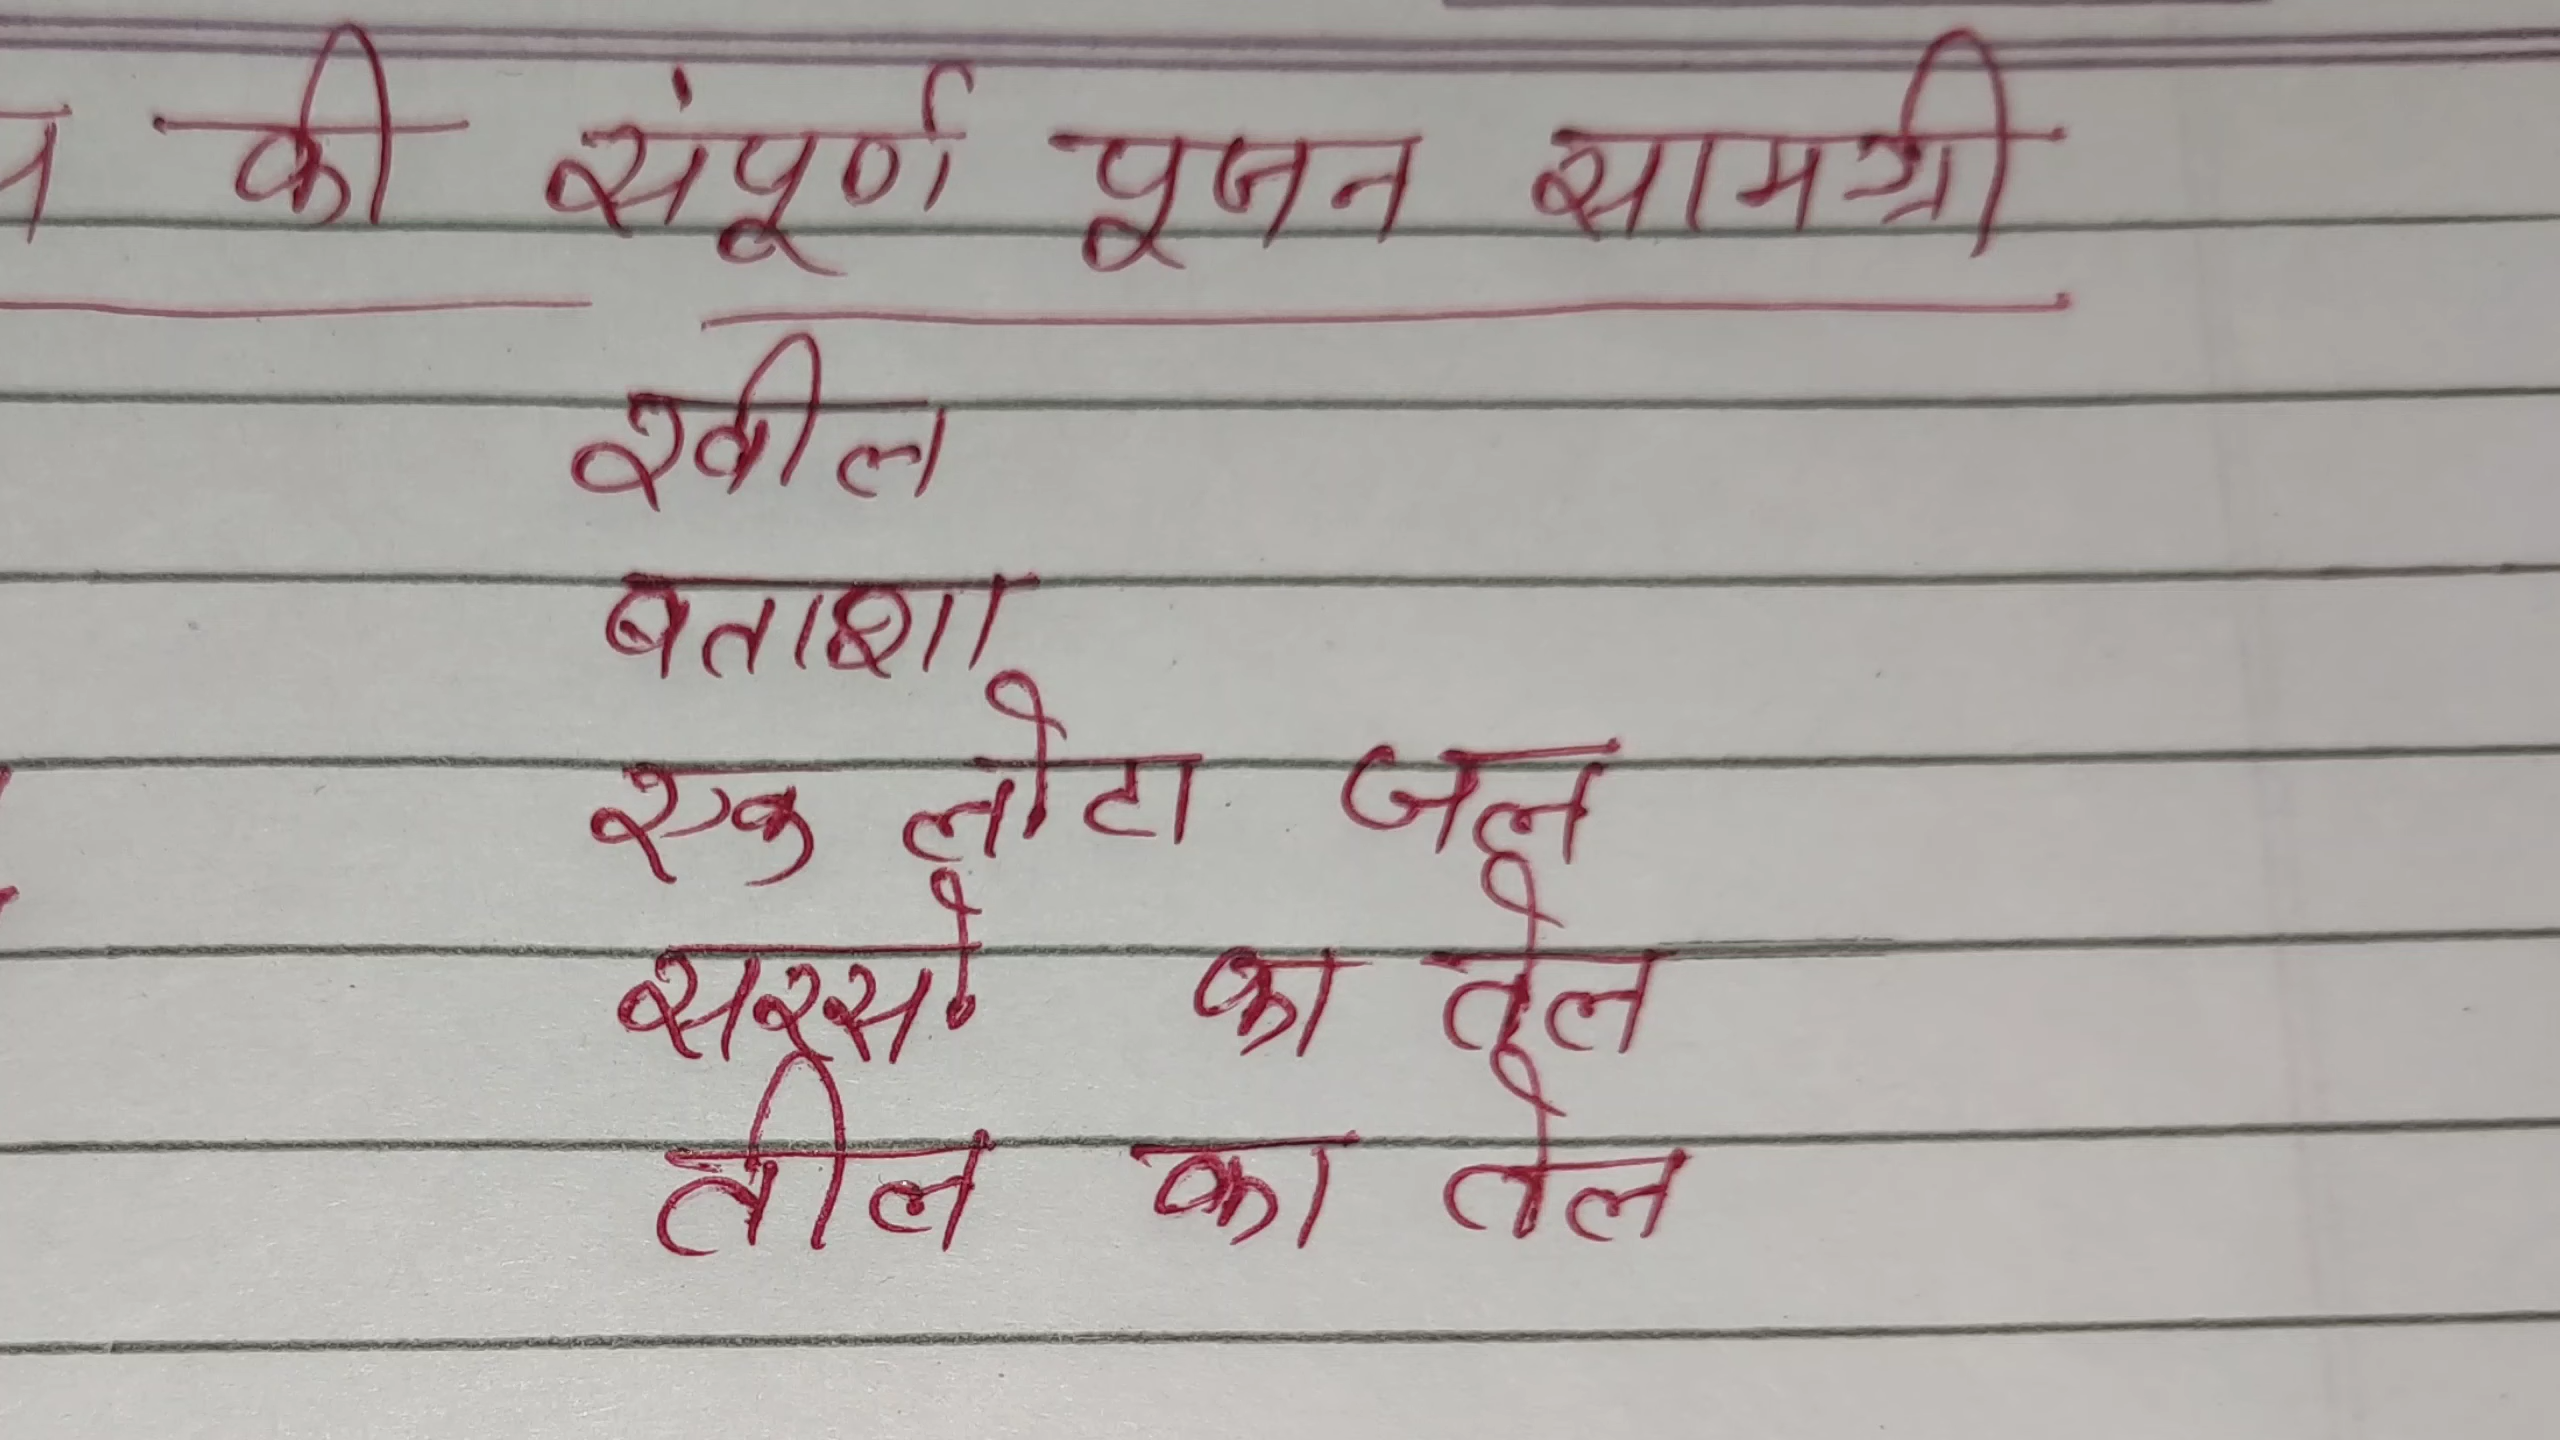 की संपूर्ण पूजन सामग्री
खील
बताशा
एक लोटा जल
सरसो का तेल
तील का तेल